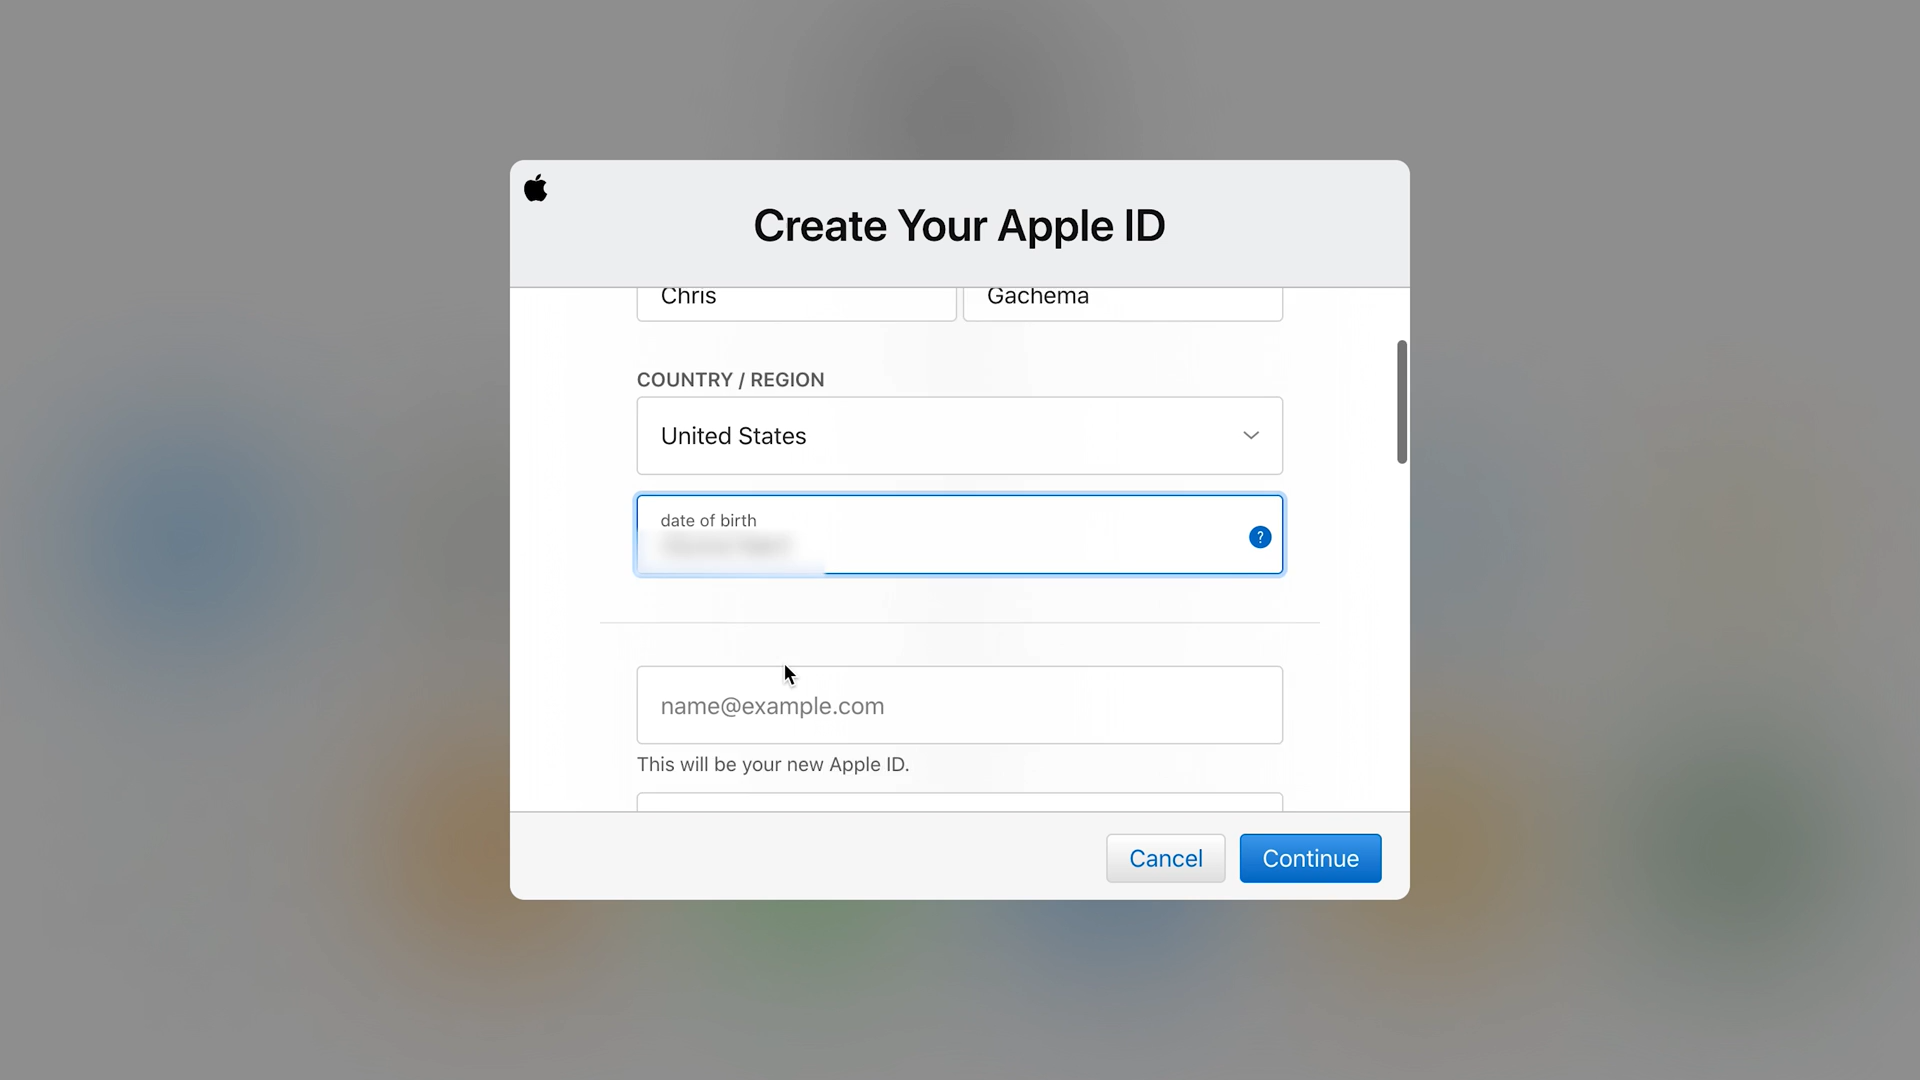 Create Your Apple ID
Chris Gachema
COUNTRY / REGION
United States
date of birth
?
name@example.com
This will be your new Apple ID.
Cancel Continue